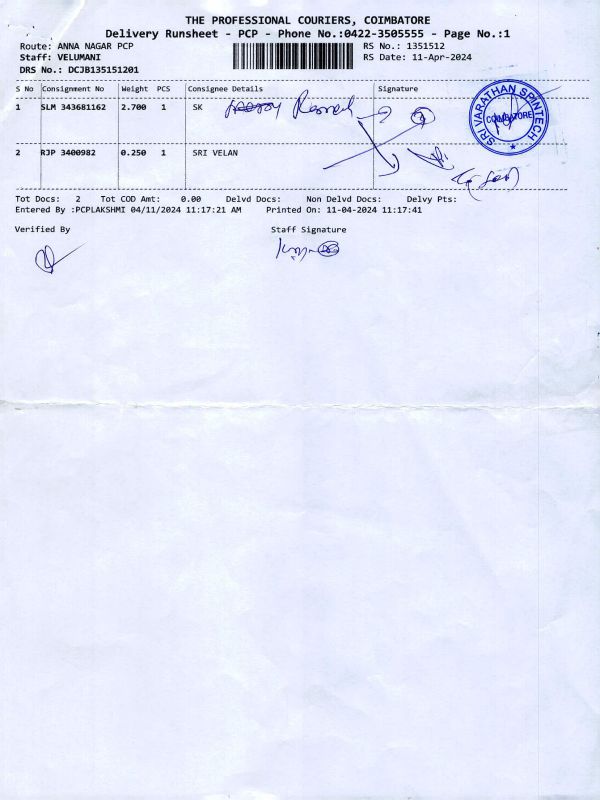 THE PROFESSIONAL COURIERS, COIMBATORE
Delivery Runsheet - PCP - Phone No.:0422-3505555 - Page No.:1
Route: ANNA NAGAR PCP RS No.: 1351512
Staff: VELUMANI RS Date: 11-Apr-2024
DRS No.: DCJB135151201
S No Consignment No Weight PCS Consignee Details Signature
1 SLM 343681162 2.700 1 SK
SRI VARATHAN SPINTECH
COIMBATORE
2 RJP 3400982 0.250 1 SRI VELAN
Tot Docs: 2 Tot COD Amt: 0.00 Delvd Docs: Non Delvd Docs: Delvy Pts:
Entered By :PCPLAKSHMI 04/11/2024 11:17:21 AM Printed On: 11-04-2024 11:17:41
Verified By Staff Signature